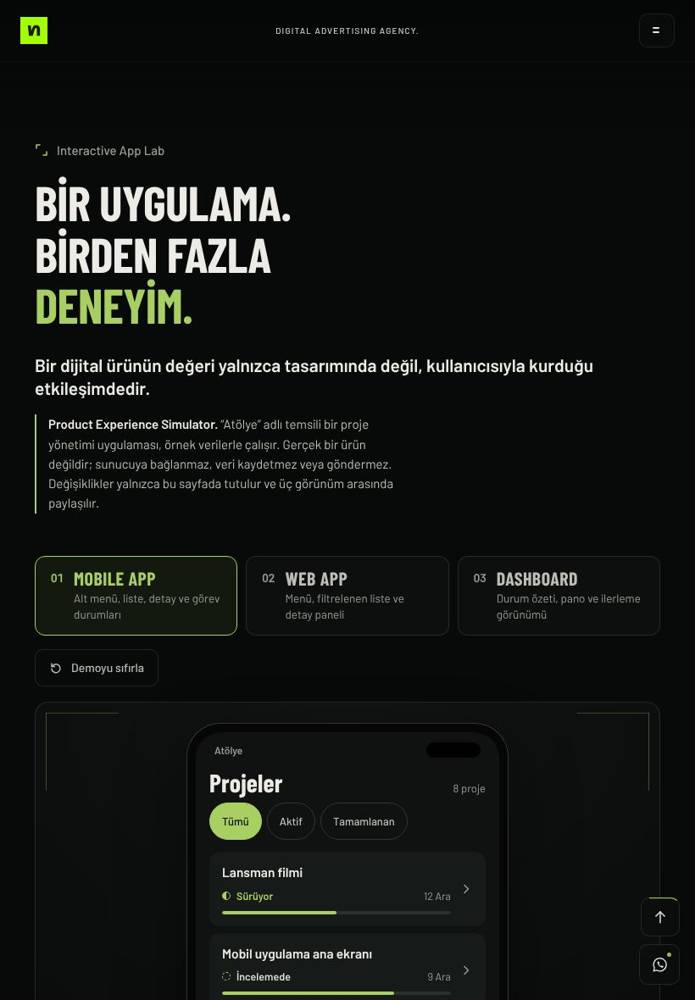 DIGITAL ADVERTISING AGENCY.
Interactive App Lab
BİR UYGULAMA.
BİRDEN FAZLA
DENEYİM.
Bir dijital ürünün değeri yalnızca tasarımında değil, kullanıcısıyla kurduğu
etkileşimdedir.
Product Experience Simulator. “Atölye” adlı temsili bir proje
yönetimi uygulaması, örnek verilerle çalışır. Gerçek bir ürün
değildir; sunucuya bağlanmaz, veri kaydetmez veya göndermez.
Değişiklikler yalnızca bu sayfada tutulur ve üç görünüm arasında
paylaşılır.
01 MOBILE APP
Alt menü, liste, detay ve görev
durumları
02 WEB APP
Menü, filtrelenen liste ve
detay paneli
03 DASHBOARD
Durum özeti, pano ve ilerleme
görünümü
Demoyu sıfırla
Atölye
Projeler
8 proje
Tümü
Aktif
Tamamlanan
Lansman filmi
Sürüyor
12 Ara
Mobil uygulama ana ekranı
İncelemede
9 Ara